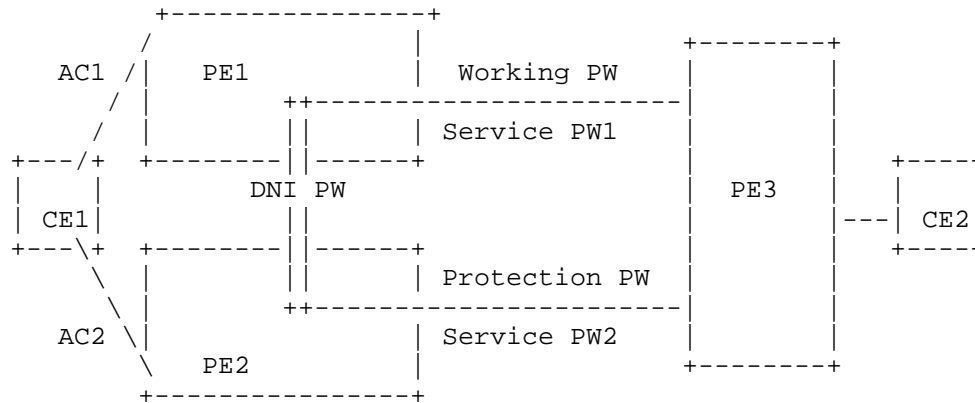 AC1 PE1 Working PW
Service PW1
DNI PW PE3
CE1 CE2
Protection PW
AC2 Service PW2
PE2